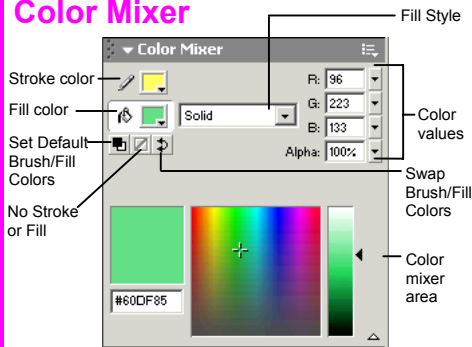 Color Mixer
Fill Style
Color Mixer
Stroke color
R: 96
Fill color
Solid
G: 223
Color
values
B: 133
Set Default
Brush/Fill
Colors
Alpha: 100%
Swap
Brush/Fill
Colors
No Stroke
or Fill
Color
mixer
area
#60DF85